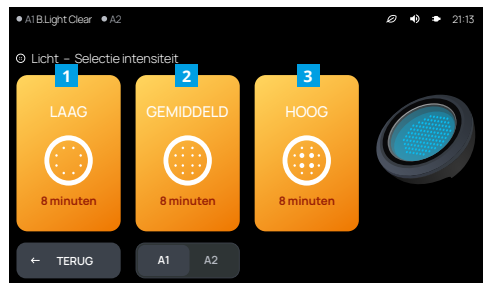 A1 B.Light Clear A2 21:13
Licht – Selectie intensiteit
1 2 3
LAAG GEMIDDELD HOOG
8 minuten 8 minuten 8 minuten
← TERUG A1 A2